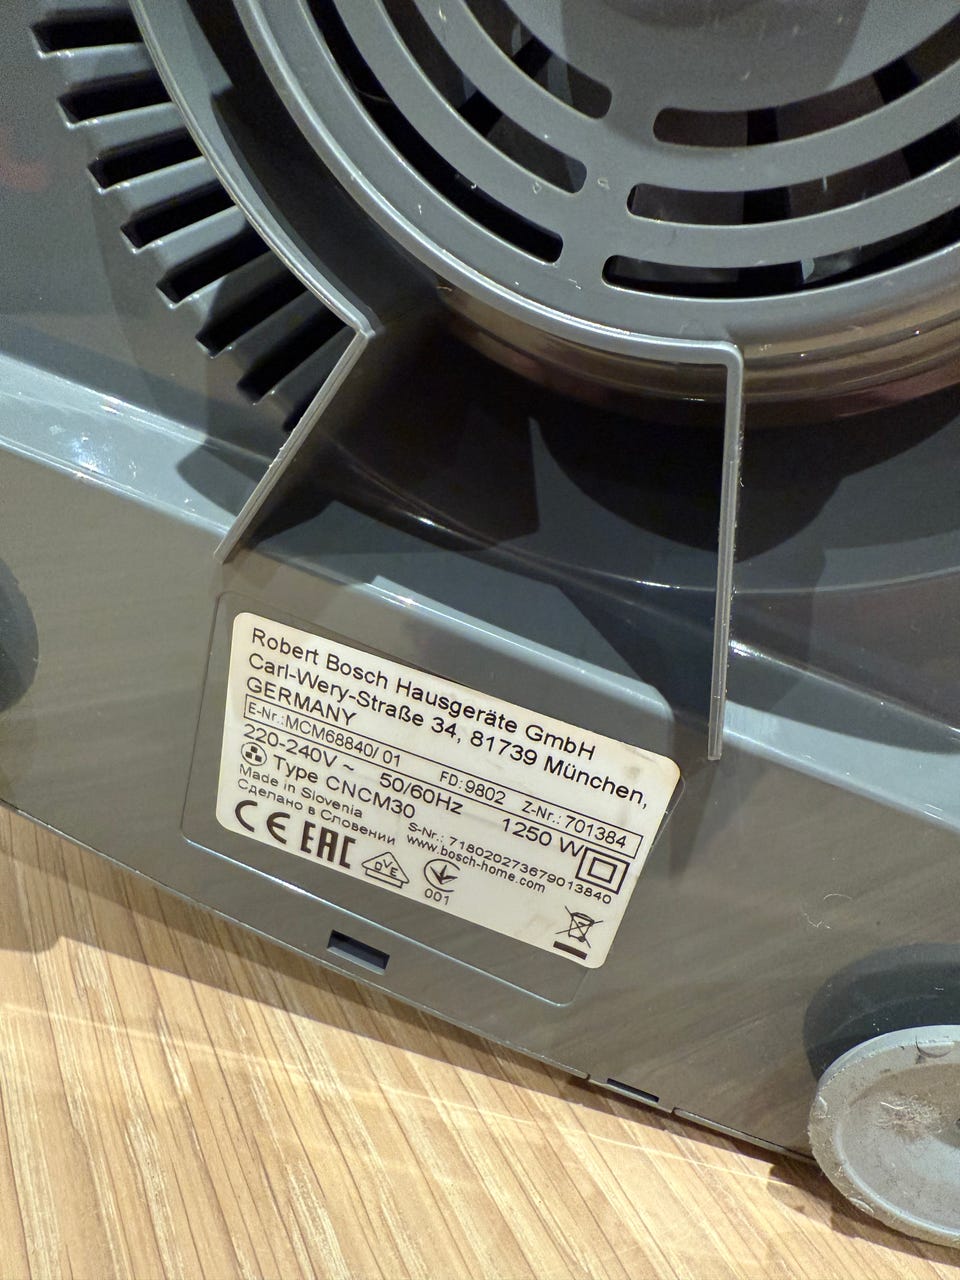 Robert Bosch Hausgeräte GmbH
Carl-Wery-Straße 34, 81739 München,
GERMANY
E-Nr.:MCM68840/ 01 FD:9802 Z-Nr.:701384
220-240V ~ 50/60Hz 1250 W
Type CNCM30 S-Nr.: 718020273679013840
Made in Slovenia www.bosch-home.com
Сделано в Словении
CE EAC DVE 001